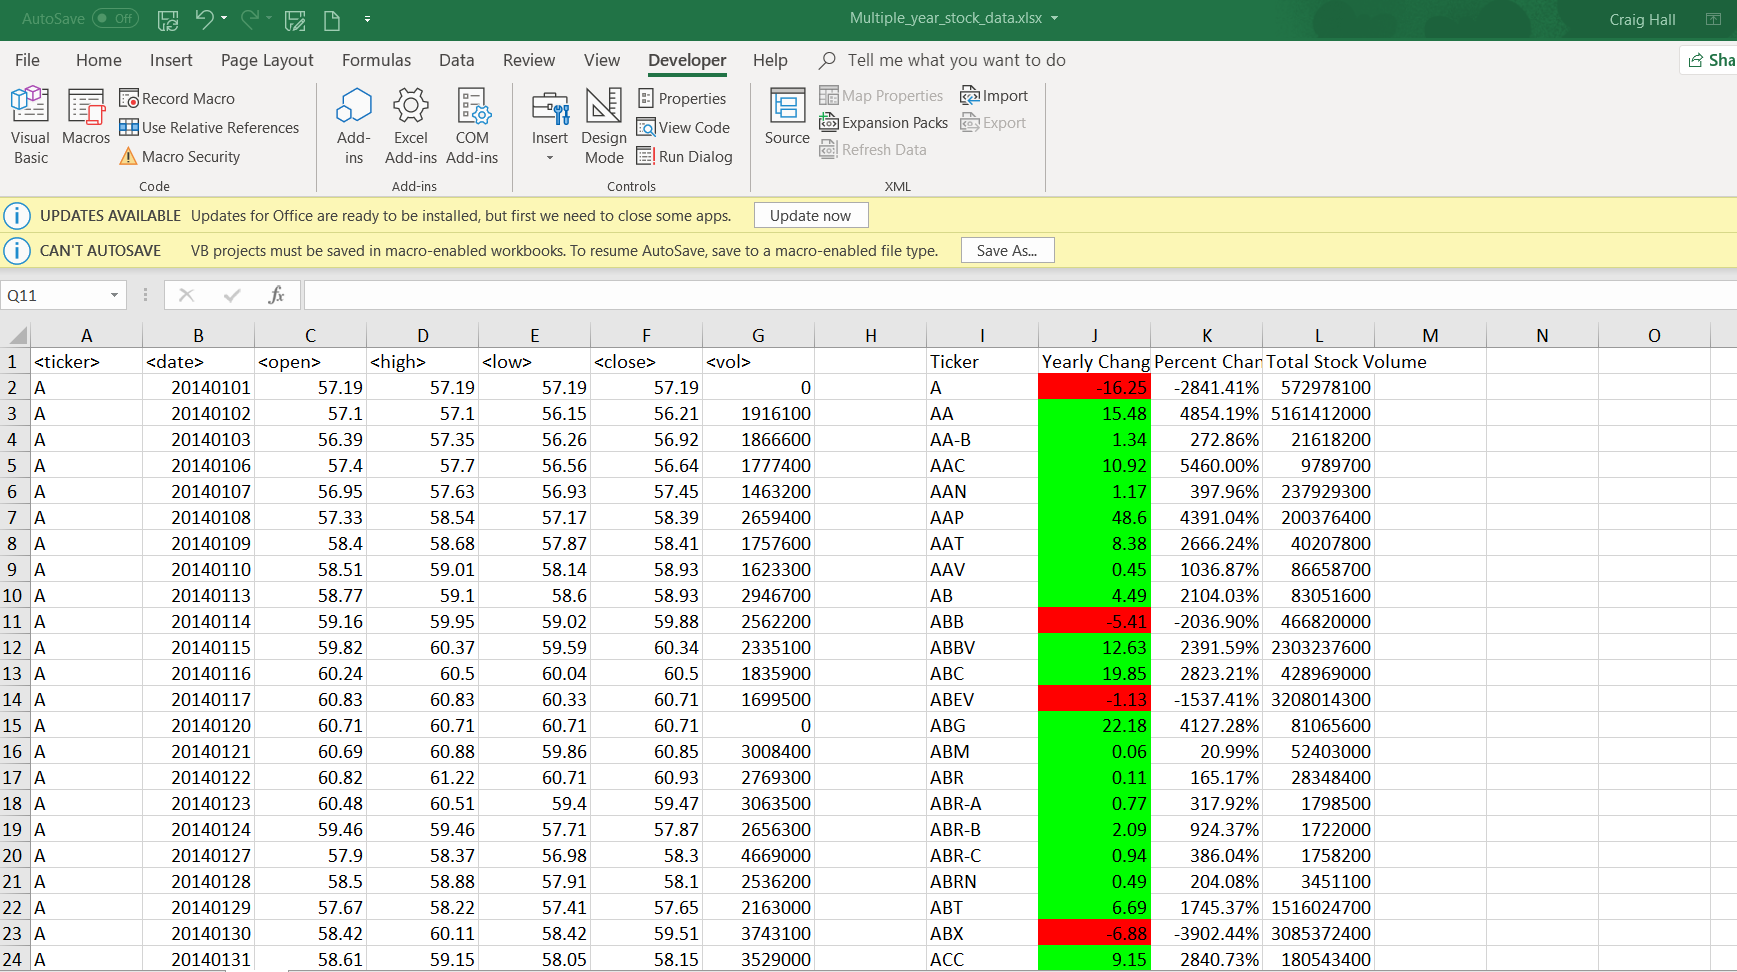 AutoSave Off Multiple_year_stock_data.xlsx Craig Hall
File Home Insert Page Layout Formulas Data Review View Developer Help Tell me what you want to do Sha
Visual Basic Macros Record Macro Use Relative References Macro Security Code
Add-ins Excel Add-ins COM Add-ins Add-ins
Insert Design Mode Properties View Code Run Dialog Controls
Source Map Properties Expansion Packs Refresh Data Import Export XML
UPDATES AVAILABLE Updates for Office are ready to be installed, but first we need to close some apps. Update now
CAN'T AUTOSAVE VB projects must be saved in macro-enabled workbooks. To resume AutoSave, save to a macro-enabled file type. Save As...
Q11 fx
A B C D E F G H I J K L M N O
1 <ticker> <date> <open> <high> <low> <close> <vol> Ticker Yearly Chang Percent Chan Total Stock Volume
2 A 20140101 57.19 57.19 57.19 57.19 0 A -16.25 -2841.41% 572978100
3 A 20140102 57.1 57.1 56.15 56.21 1916100 AA 15.48 4854.19% 5161412000
4 A 20140103 56.39 57.35 56.26 56.92 1866600 AA-B 1.34 272.86% 21618200
5 A 20140106 57.4 57.7 56.56 56.64 1777400 AAC 10.92 5460.00% 9789700
6 A 20140107 56.95 57.63 56.93 57.45 1463200 AAN 1.17 397.96% 237929300
7 A 20140108 57.33 58.54 57.17 58.39 2659400 AAP 48.6 4391.04% 200376400
8 A 20140109 58.4 58.68 57.87 58.41 1757600 AAT 8.38 2666.24% 40207800
9 A 20140110 58.51 59.01 58.14 58.93 1623300 AAV 0.45 1036.87% 86658700
10 A 20140113 58.77 59.1 58.6 58.93 2946700 AB 4.49 2104.03% 83051600
11 A 20140114 59.16 59.95 59.02 59.88 2562200 ABB -5.41 -2036.90% 466820000
12 A 20140115 59.82 60.37 59.59 60.34 2335100 ABBV 12.63 2391.59% 2303237600
13 A 20140116 60.24 60.5 60.04 60.5 1835900 ABC 19.85 2823.21% 428969000
14 A 20140117 60.83 60.83 60.33 60.71 1699500 ABEV -1.13 -1537.41% 3208014300
15 A 20140120 60.71 60.71 60.71 60.71 0 ABG 22.18 4127.28% 81065600
16 A 20140121 60.69 60.88 59.86 60.85 3008400 ABM 0.06 20.99% 52403000
17 A 20140122 60.82 61.22 60.71 60.93 2769300 ABR 0.11 165.17% 28348400
18 A 20140123 60.48 60.51 59.4 59.47 3063500 ABR-A 0.77 317.92% 1798500
19 A 20140124 59.46 59.46 57.71 57.87 2656300 ABR-B 2.09 924.37% 1722000
20 A 20140127 57.9 58.37 56.98 58.3 4669000 ABR-C 0.94 386.04% 1758200
21 A 20140128 58.5 58.88 57.91 58.1 2536200 ABRN 0.49 204.08% 3451100
22 A 20140129 57.67 58.22 57.41 57.65 2163000 ABT 6.69 1745.37% 1516024700
23 A 20140130 58.42 60.11 58.42 59.51 3743100 ABX -6.88 -3902.44% 3085372400
24 A 20140131 58.61 59.15 58.05 58.15 3529000 ACC 9.15 2840.73% 180543400